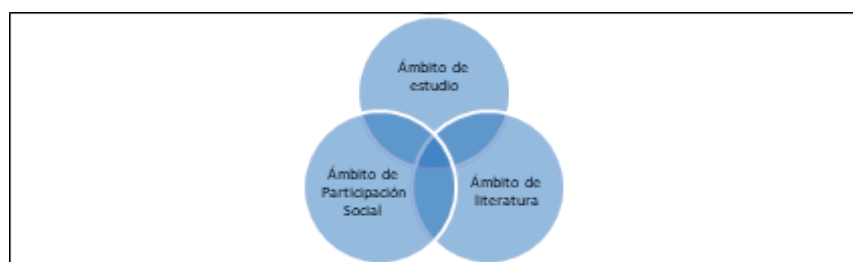 Ámbito de
estudio
Ámbito de
Participación
Social
Ámbito de
literatura